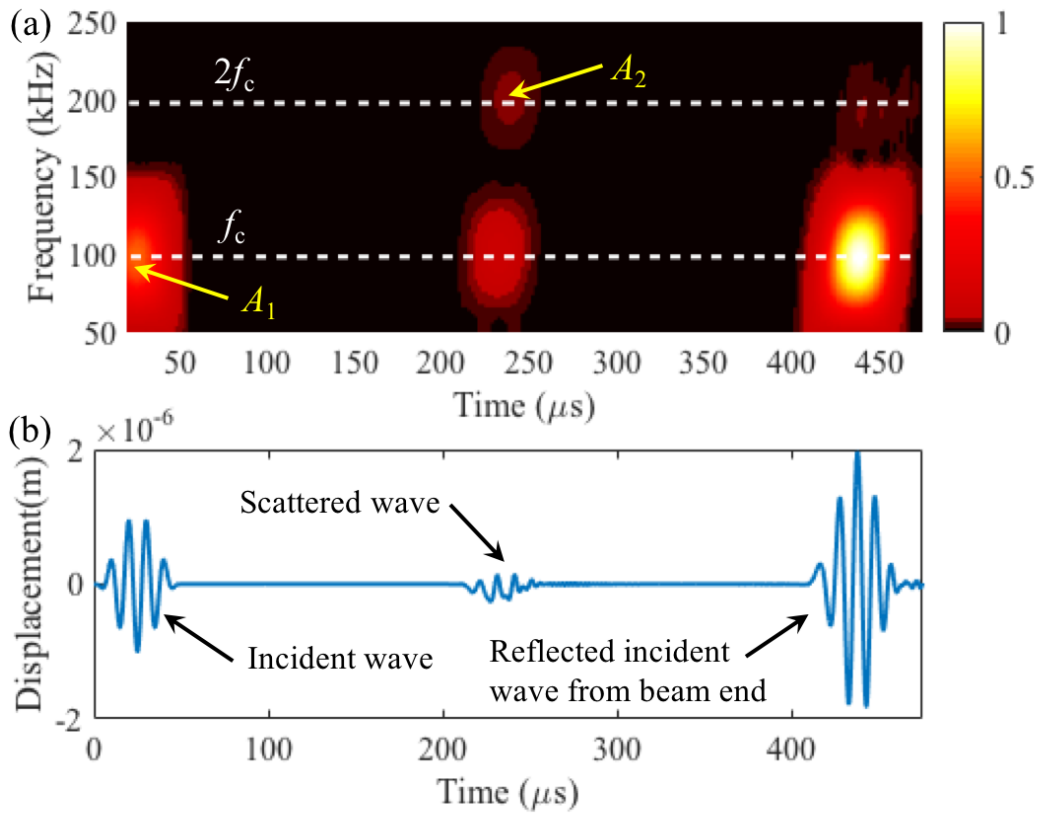 (a)
250
200
150
100
50
Frequency (kHz)
2fc
A2
fc
A1
1
0.5
0
50 100 150 200 250 300 350 400 450
Time (μs)
(b)
×10-6
2
0
-2
Displacement(m)
Scattered wave
Incident wave
Reflected incident
wave from beam end
0 100 200 300 400
Time (μs)